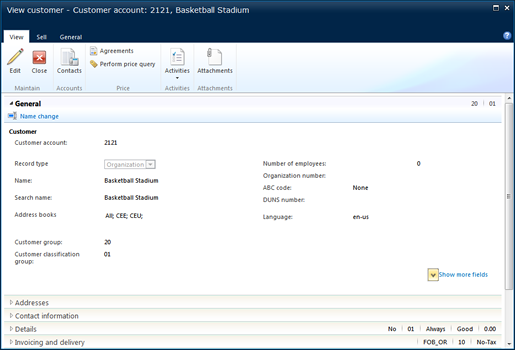 View customer - Customer account: 2121, Basketball Stadium
View Sell General
Edit Close Contacts Agreements Perform price query Activities Attachments
Maintain Accounts Price Activities Attachments
General 20 01
Name change
Customer
Customer account: 2121
Record type Organization Number of employees: 0
Organization number:
Name: Basketball Stadium ABC code: None
Search name: Basketball Stadium DUNS number:
Address books All; CEE; CEU; Language: en-us
Customer group: 20
Customer classification group: 01
Show more fields
Addresses
Contact information
Details No 01 Always Good 0.00
Invoicing and delivery FOB_OR 10 No-Tax